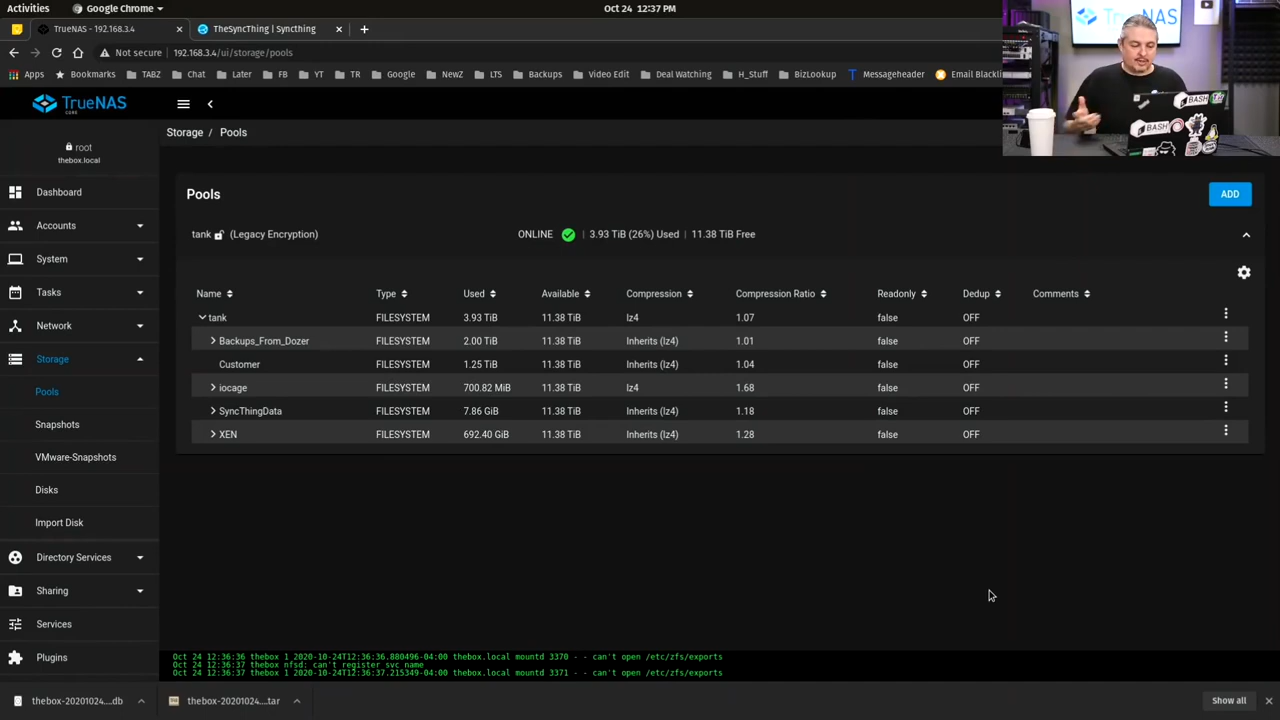 Activities
Google Chrome
Oct 24 12:37 PM
TrueNAS - 192.168.3.4
TheSyncThing | Syncthing
Not secure
192.168.3.4/ui/storage/pools
Apps
Bookmarks
TABZ
Chat
Later
FB
YT
TR
Google
NewZ
LTS
Backups
Video Edit
Deal Watching
H_Stuff
BizLookup
Messageheader
Email Blackli
TrueNAS
CORE
root
thebox.local
Dashboard
Accounts
System
Tasks
Network
Storage
Pools
Snapshots
VMware-Snapshots
Disks
Import Disk
Directory Services
Sharing
Services
Plugins
Storage / Pools
Pools
ADD
tank (Legacy Encryption) ONLINE | 3.93 TiB (26%) Used | 11.38 TiB Free
Name Type Used Available Compression Compression Ratio Readonly Dedup Comments
tank FILESYSTEM 3.93 TiB 11.38 TiB lz4 1.07 false OFF
Backups_From_Dozer FILESYSTEM 2.00 TiB 11.38 TiB Inherits (lz4) 1.01 false OFF
Customer FILESYSTEM 1.25 TiB 11.38 TiB Inherits (lz4) 1.04 false OFF
iocage FILESYSTEM 700.82 MiB 11.38 TiB lz4 1.68 false OFF
SyncThingData FILESYSTEM 7.86 GiB 11.38 TiB Inherits (lz4) 1.18 false OFF
XEN FILESYSTEM 692.40 GiB 11.38 TiB Inherits (lz4) 1.28 false OFF
Oct 24 12:36:36 thebox 1 2020-10-24T12:36:36.880496-04:00 thebox.local mountd 3370 - - can't open /etc/zfs/exports
Oct 24 12:36:37 thebox nfsd: can't register svc name
Oct 24 12:36:37 thebox 1 2020-10-24T12:36:37.215349-04:00 thebox.local mountd 3371 - - can't open /etc/zfs/exports
thebox-20201024....db
thebox-20201024....tar
Show all
TrueNAS
BASH
BASH